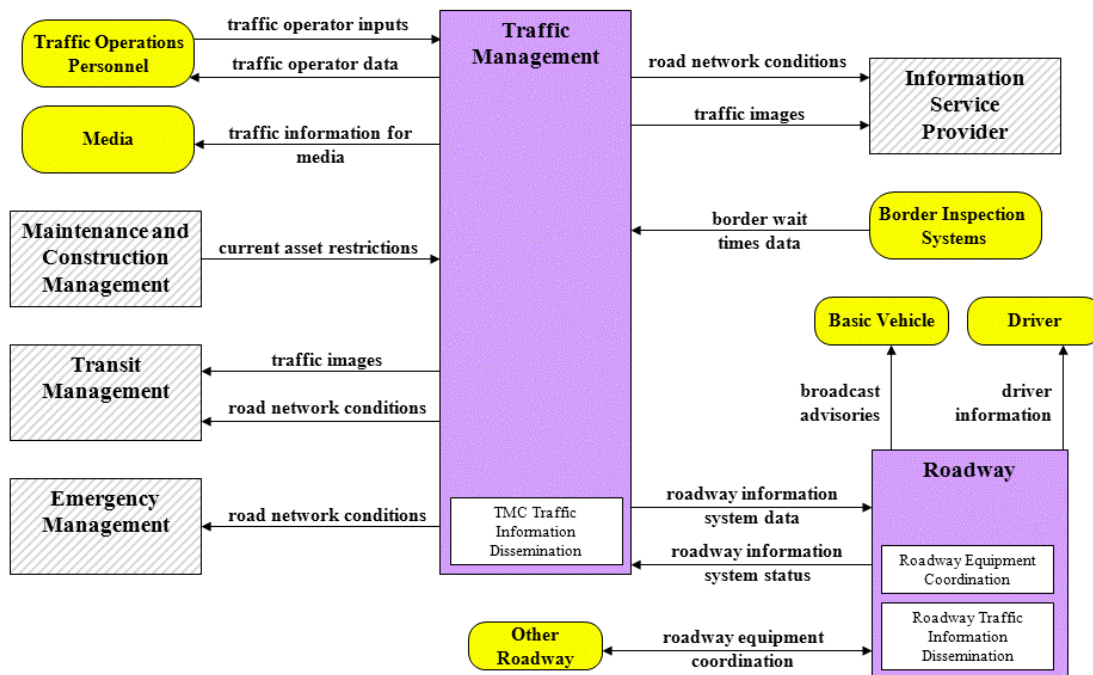 traffic operator inputs
Traffic Operations
Personnel
traffic operator data
Media
traffic information for
media
Maintenance and
Construction
Management
current asset restrictions
Transit
Management
traffic images
road network conditions
Emergency
Management
road network conditions
Traffic
Management
TMC Traffic
Information
Dissemination
road network conditions
traffic images
Information
Service
Provider
border wait
times data
Border Inspection
Systems
Basic Vehicle
Driver
broadcast
advisories
driver
information
Roadway
roadway information
system data
roadway information
system status
Roadway Equipment
Coordination
Roadway Traffic
Information
Dissemination
Other
Roadway
roadway equipment
coordination